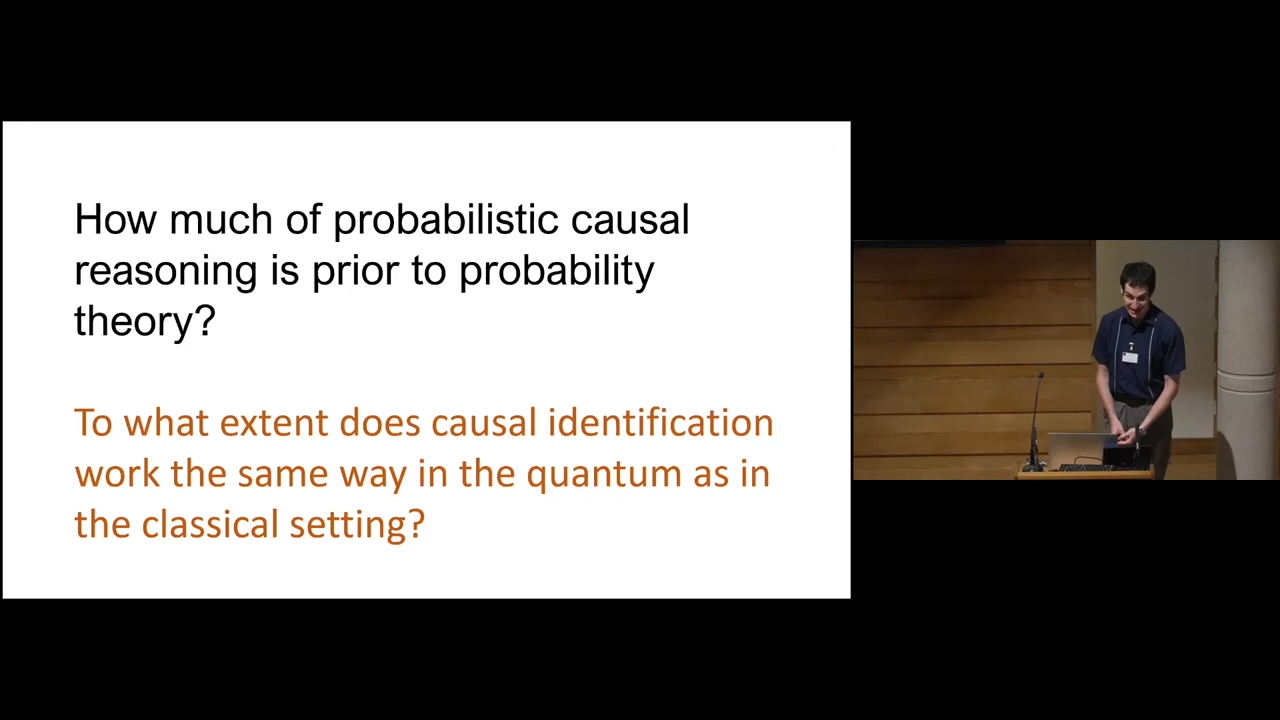 How much of probabilistic causal
reasoning is prior to probability
theory?
To what extent does causal identification
work the same way in the quantum as in
the classical setting?